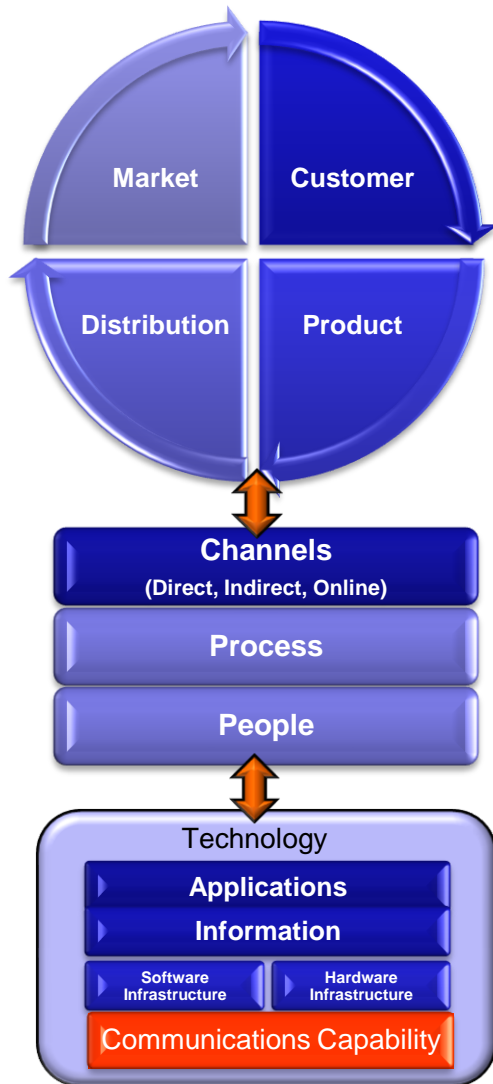 Market
Customer
Distribution
Product
Channels
(Direct, Indirect, Online)
Process
People
Technology
Applications
Information
Software
Infrastructure
Hardware
Infrastructure
Communications Capability